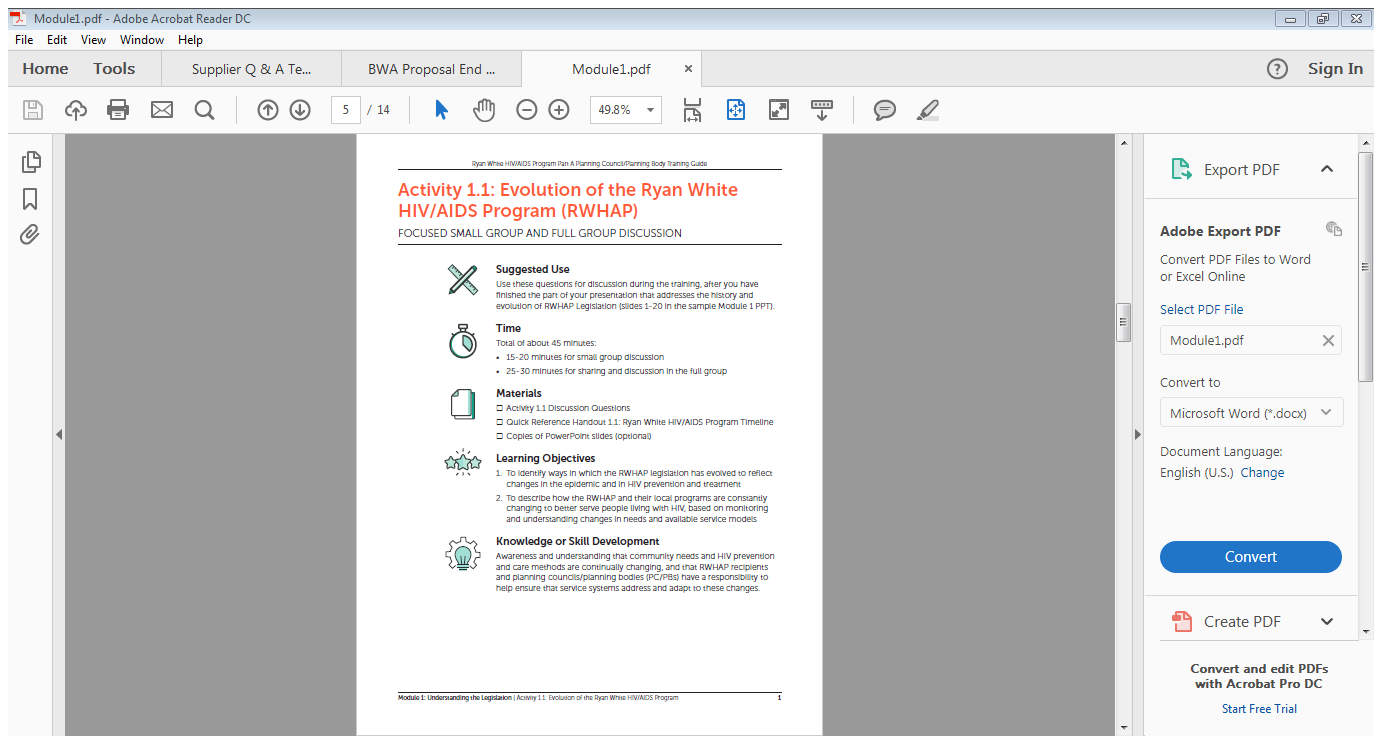 Module1.pdf - Adobe Acrobat Reader DC
File Edit View Window Help
Home Tools Supplier Q & A Te... BWA Proposal End ... Module1.pdf × ? Sign In
5 / 14 49.8%
Ryan White HIV/AIDS Program Part A Planning Council/Planning Body Training Guide
Activity 1.1: Evolution of the Ryan White
HIV/AIDS Program (RWHAP)
FOCUSED SMALL GROUP AND FULL GROUP DISCUSSION
Suggested Use
Use these questions for discussion during the training, after you have
finished the part of your presentation that addresses the history and
evolution of RWHAP Legislation (slides 1-20 in the sample Module 1 PPT).
Time
Total of about 45 minutes:
• 15-20 minutes for small group discussion
• 25-30 minutes for sharing and discussion in the full group
Materials
☐ Activity 1.1 Discussion Questions
☐ Quick Reference Handout 1.1: Ryan White HIV/AIDS Program Timeline
☐ Copies of PowerPoint slides (optional)
Learning Objectives
1. To identify ways in which the RWHAP legislation has evolved to reflect
changes in the epidemic and in HIV prevention and treatment
2. To describe how the RWHAP and their local programs are constantly
changing to better serve people living with HIV, based on monitoring
and understanding changes in needs and available service models
Knowledge or Skill Development
Awareness and understanding that community needs and HIV prevention
and care methods are continually changing, and that RWHAP recipients
and planning councils/planning bodies (PC/PBs) have a responsibility to
help ensure that service systems address and adapt to these changes.
Module 1: Understanding the Legislation | Activity 1.1: Evolution of the Ryan White HIV/AIDS Program 1
Export PDF
Adobe Export PDF
Convert PDF Files to Word
or Excel Online
Select PDF File
Module1.pdf
Convert to
Microsoft Word (*.docx)
Document Language:
English (U.S.) Change
Convert
Create PDF
Convert and edit PDFs
with Acrobat Pro DC
Start Free Trial